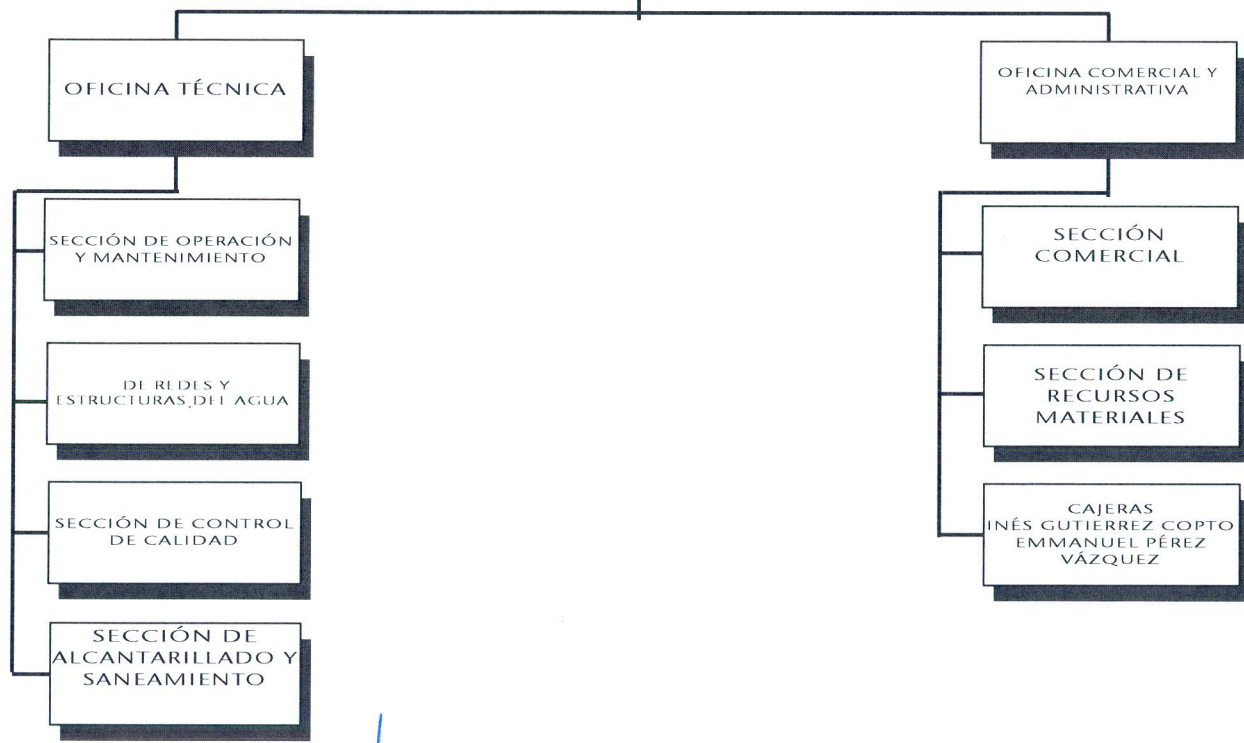 OFICINA TÉCNICA
SECCIÓN DE OPERACIÓN
Y MANTENIMIENTO
DE REDES Y
ESTRUCTURAS DEL AGUA
SECCIÓN DE CONTROL
DE CALIDAD
SECCIÓN DE
ALCANTARILLADO Y
SANEAMIENTO
OFICINA COMERCIAL Y
ADMINISTRATIVA
SECCIÓN
COMERCIAL
SECCIÓN DE
RECURSOS
MATERIALES
CAJERAS
INÉS GUTIERREZ COPTO
EMMANUEL PÉREZ
VÁZQUEZ